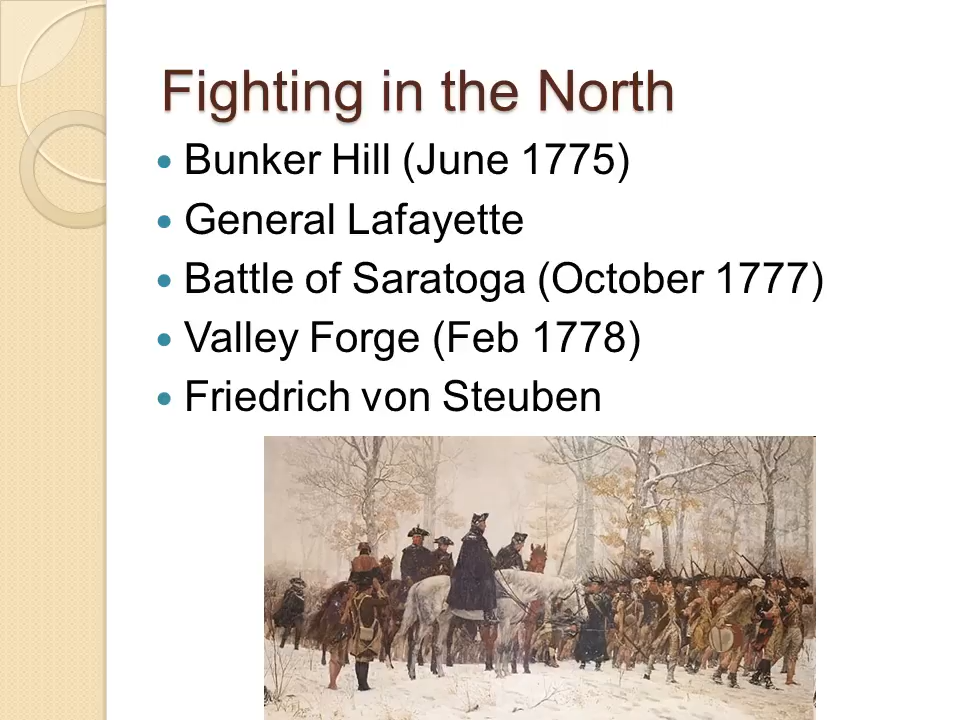 Fighting in the North
Bunker Hill (June 1775)
General Lafayette
Battle of Saratoga (October 1777)
Valley Forge (Feb 1778)
Friedrich von Steuben